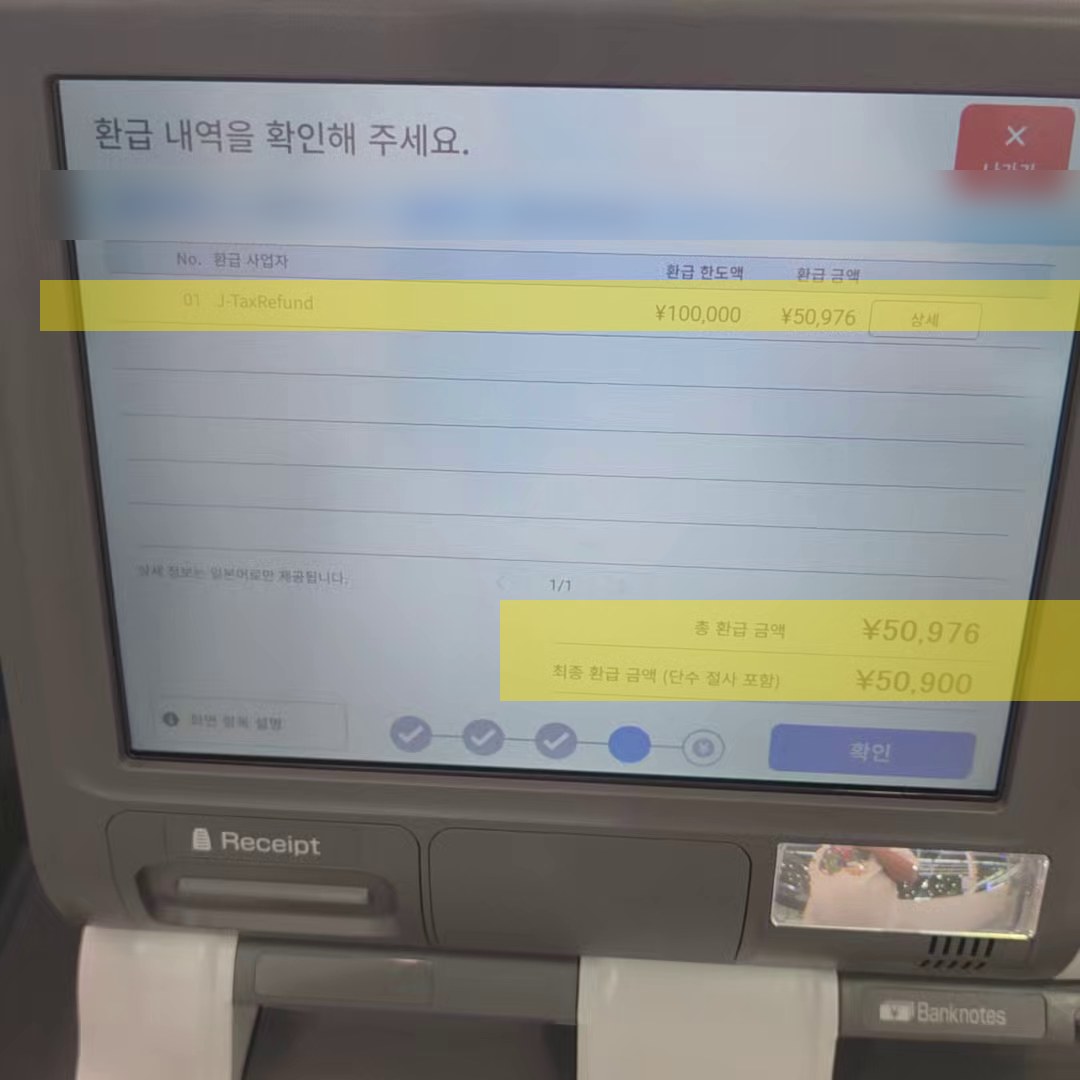 환급 내역을 확인해 주세요.
No. 환급 사업자 환급 한도액 환급 금액
01 J-TaxRefund ¥100,000 ¥50,976 상세
상세 정보는 일본어로만 제공됩니다.
1/1
총 환급 금액 ¥50,976
최종 환급 금액 (단수 절사 포함) ¥50,900
화면 항목 설명
확인
Receipt
Banknotes